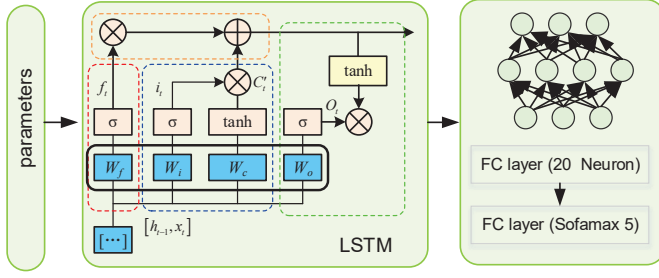 parameters
tanh
f_t
i_t
C'_t
O_t
σ
σ
tanh
σ
W_f
W_i
W_c
W_o
[...]
[h_{t-1}, x_t]
LSTM
FC layer (20 Neuron)
FC layer (Sofamax 5)